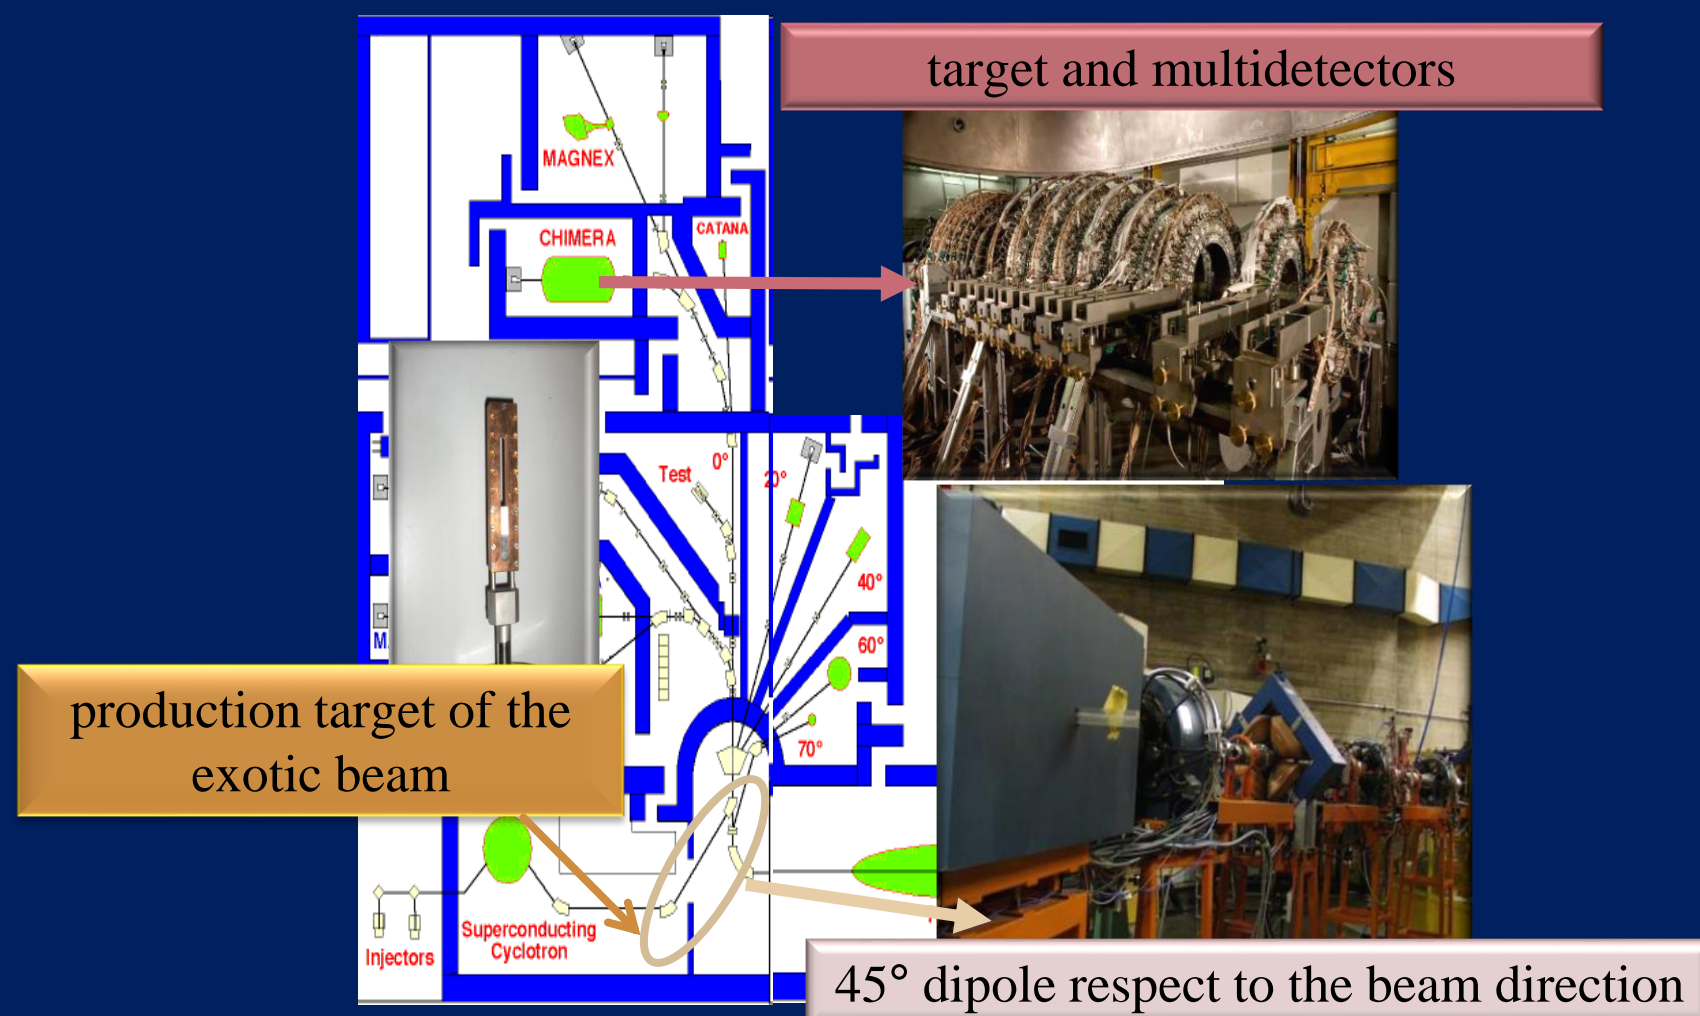 target and multidetectors
MAGNEX
CHIMERA
CATANA
Test
0°
20°
40°
60°
70°
production target of the
exotic beam
Superconducting
Cyclotron
Injectors
45° dipole respect to the beam direction